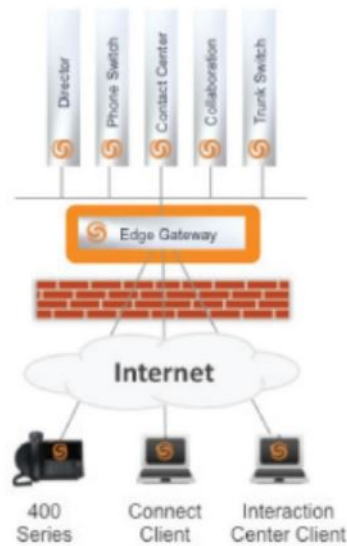 Director
Phone Switch
Contact Center
Collaboration
Trunk Switch
Edge Gateway
Internet
400
Series
Connect
Client
Interaction
Center Client